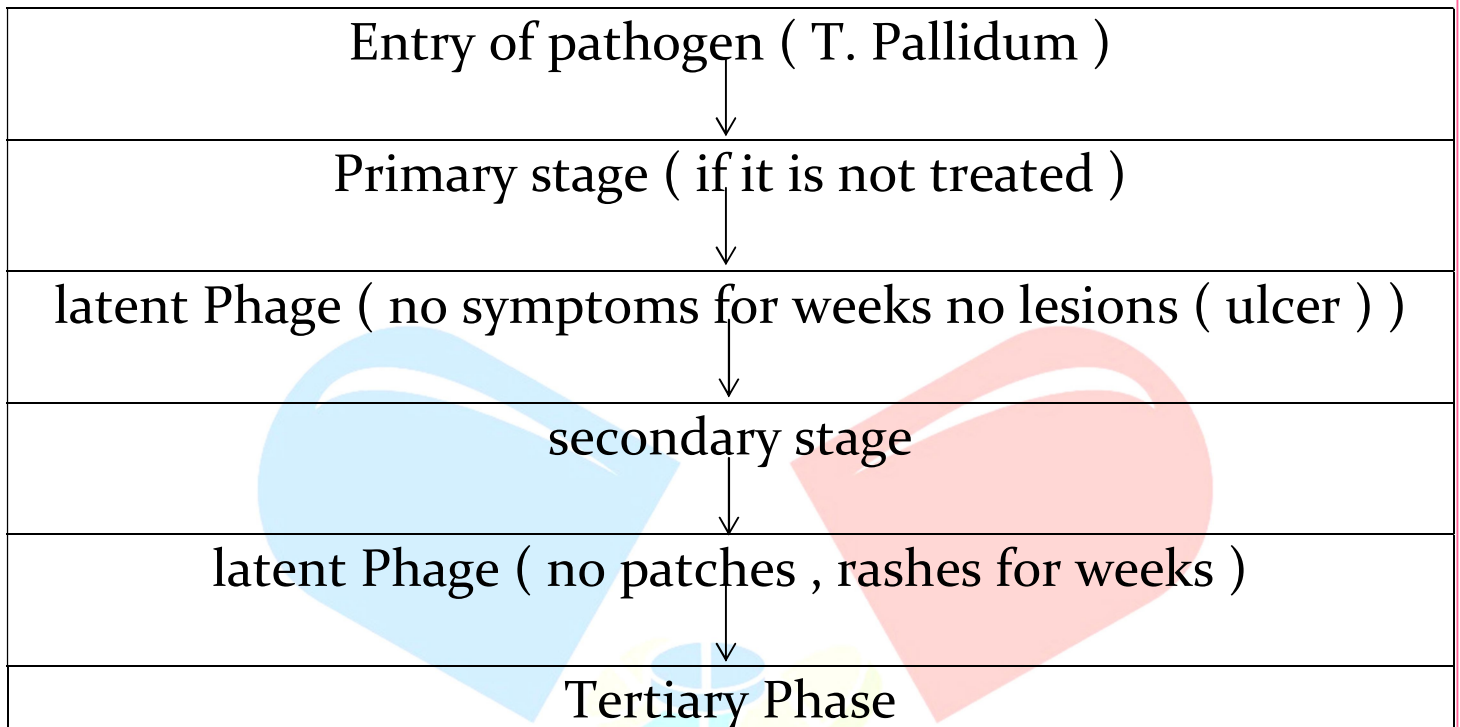 Entry of pathogen ( T. Pallidum )
Primary stage ( if it is not treated )
latent Phage ( no symptoms for weeks no lesions ( ulcer ) )
secondary stage
latent Phage ( no patches , rashes for weeks )
Tertiary Phase